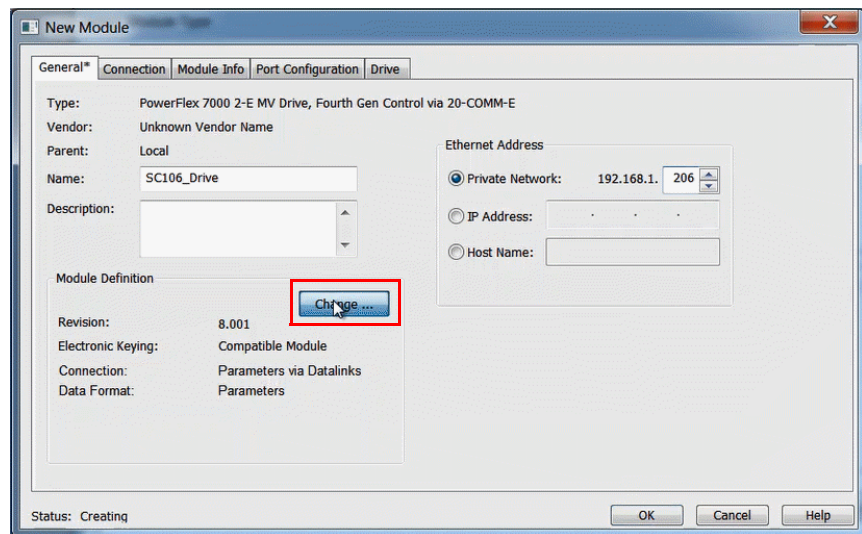 New Module
General* Connection Module Info Port Configuration Drive
Type: PowerFlex 7000 2-E MV Drive, Fourth Gen Control via 20-COMM-E
Vendor: Unknown Vendor Name
Parent: Local
Name: SC106_Drive
Description:
Ethernet Address
Private Network: 192.168.1. 206
IP Address: . . .
Host Name:
Module Definition
Change ...
Revision: 8.001
Electronic Keying: Compatible Module
Connection: Parameters via Datalinks
Data Format: Parameters
Status: Creating
OK Cancel Help